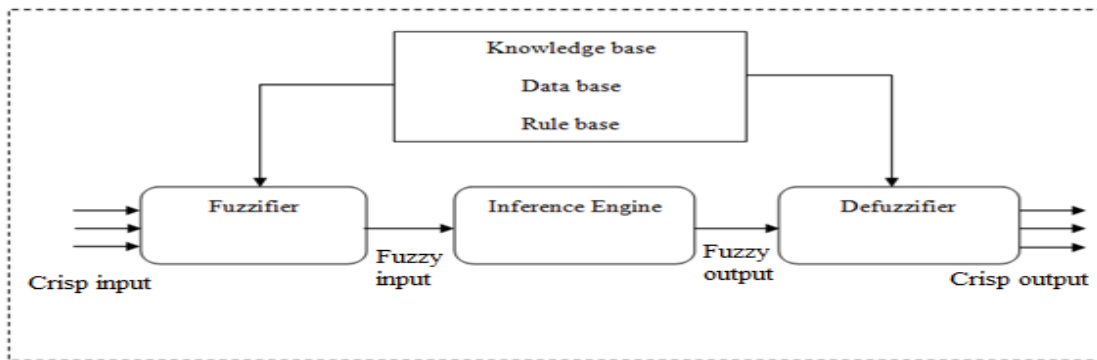 Knowledge base
Data base
Rule base
Fuzzifier
Inference Engine
Defuzzifier
Fuzzy
input
Fuzzy
output
Crisp input
Crisp output